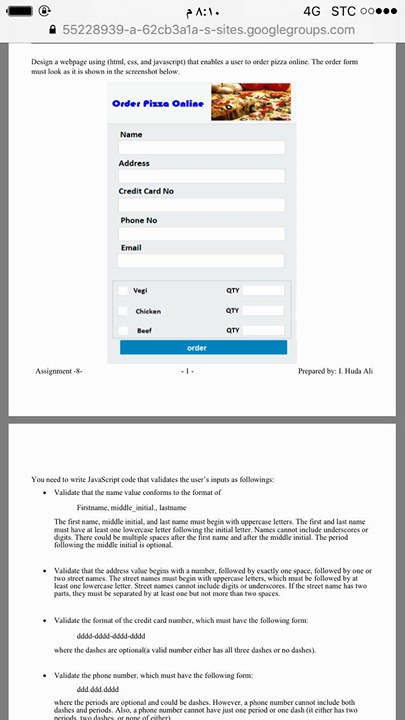 ٨:١٠ م
4G STC
55228939-a-62cb3a1a-s-sites.googlegroups.com
Design a webpage using (html, css, and javascript) that enables a user to order pizza online. The order form
must look as it is shown in the screenshot below.
Order Pizza Online
Name
Address
Credit Card No
Phone No
Email
Vegi QTY
Chicken QTY
Beef QTY
order
Assignment -8- - 1 - Prepared by: I. Huda Ali
You need to write JavaScript code that validates the user's inputs as followings:
• Validate that the name value conforms to the format of
Firstname, middle_initial., lastname
The first name, middle initial, and last name must begin with uppercase letters. The first and last name
must have at least one lowercase letter following the initial letter. Names cannot include underscores or
digits. There could be multiple spaces after the first name and after the middle initial. The period
following the middle initial is optional.
• Validate that the address value begins with a number, followed by exactly one space, followed by one or
two street names. The street names must begin with uppercase letters, which must be followed by at
least one lowercase letter. Street names cannot include digits or underscores. If the street name has two
parts, they must be separated by at least one but not more than two spaces.
• Validate the format of the credit card number, which must have the following form:
dddd-dddd-dddd-dddd
where the dashes are optional(a valid number either has all three dashes or no dashes).
• Validate the phone number, which must have the following form:
ddd.ddd.dddd
where the periods are optional and could be dashes. However, a phone number cannot include both
dashes and periods. Also, a phone number cannot have just one period or one dash (it either has two
periods, two dashes, or none of either)